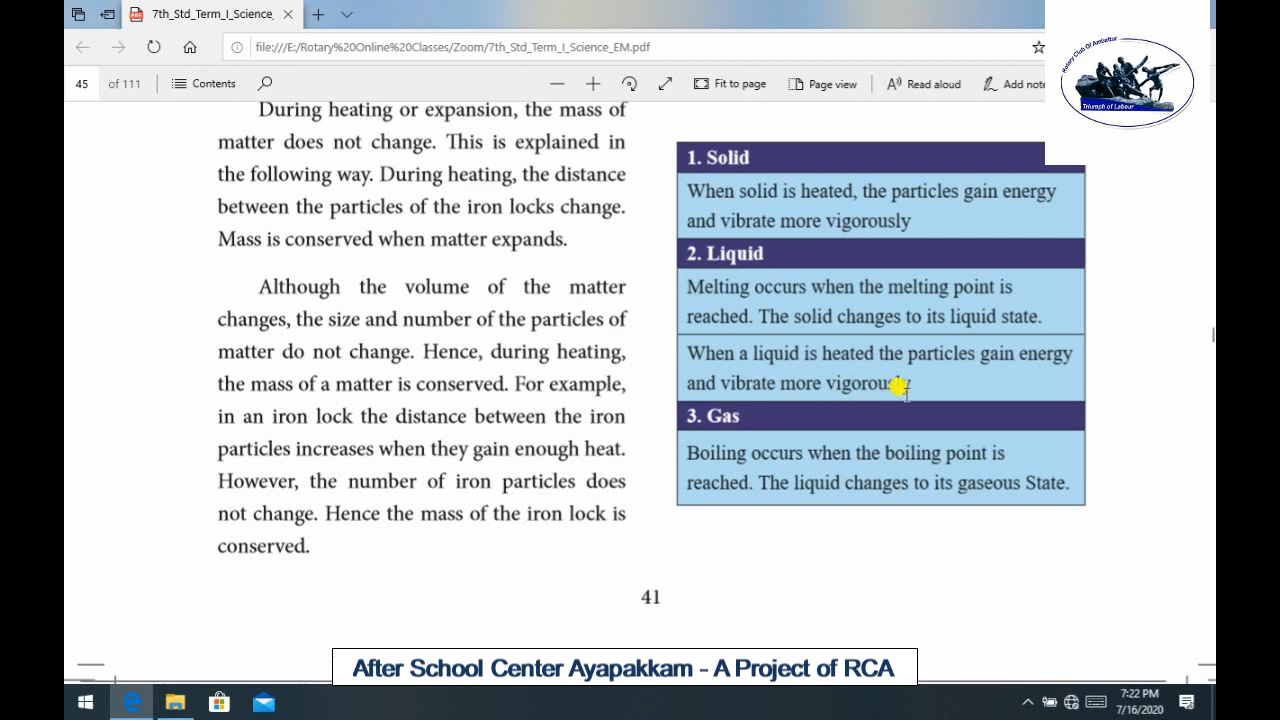 7th_Std_Term_I_Science_
file:///E:/Rotary%20Online%20Classes/Zoom/7th_Std_Term_I_Science_EM.pdf
45 of 111 Contents Fit to page Page view Read aloud Add note
Rotary Club Of Ambattur
Triumph of Labour
During heating or expansion, the mass of
matter does not change. This is explained in
the following way. During heating, the distance
between the particles of the iron locks change.
Mass is conserved when matter expands.
Although the volume of the matter
changes, the size and number of the particles of
matter do not change. Hence, during heating,
the mass of a matter is conserved. For example,
in an iron lock the distance between the iron
particles increases when they gain enough heat.
However, the number of iron particles does
not change. Hence the mass of the iron lock is
conserved.
1. Solid
When solid is heated, the particles gain energy
and vibrate more vigorously
2. Liquid
Melting occurs when the melting point is
reached. The solid changes to its liquid state.
When a liquid is heated the particles gain energy
and vibrate more vigorously
3. Gas
Boiling occurs when the boiling point is
reached. The liquid changes to its gaseous State.
41
After School Center Ayapakkam - A Project of RCA
7:22 PM
7/16/2020